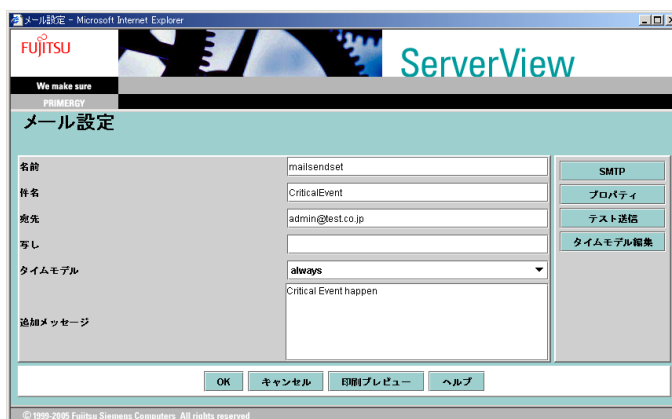 メール設定 - Microsoft Internet Explorer
FUJITSU
ServerView
We make sure
PRIMERGY
メール設定
名前 mailsendset SMTP
件名 CriticalEvent プロパティ
宛先 admin@test.co.jp テスト送信
写し タイムモデル編集
タイムモデル always
追加メッセージ Critical Event happen
OK キャンセル 印刷プレビュー ヘルプ
© 1999-2005 Fujitsu Siemens Computers All rights reserved